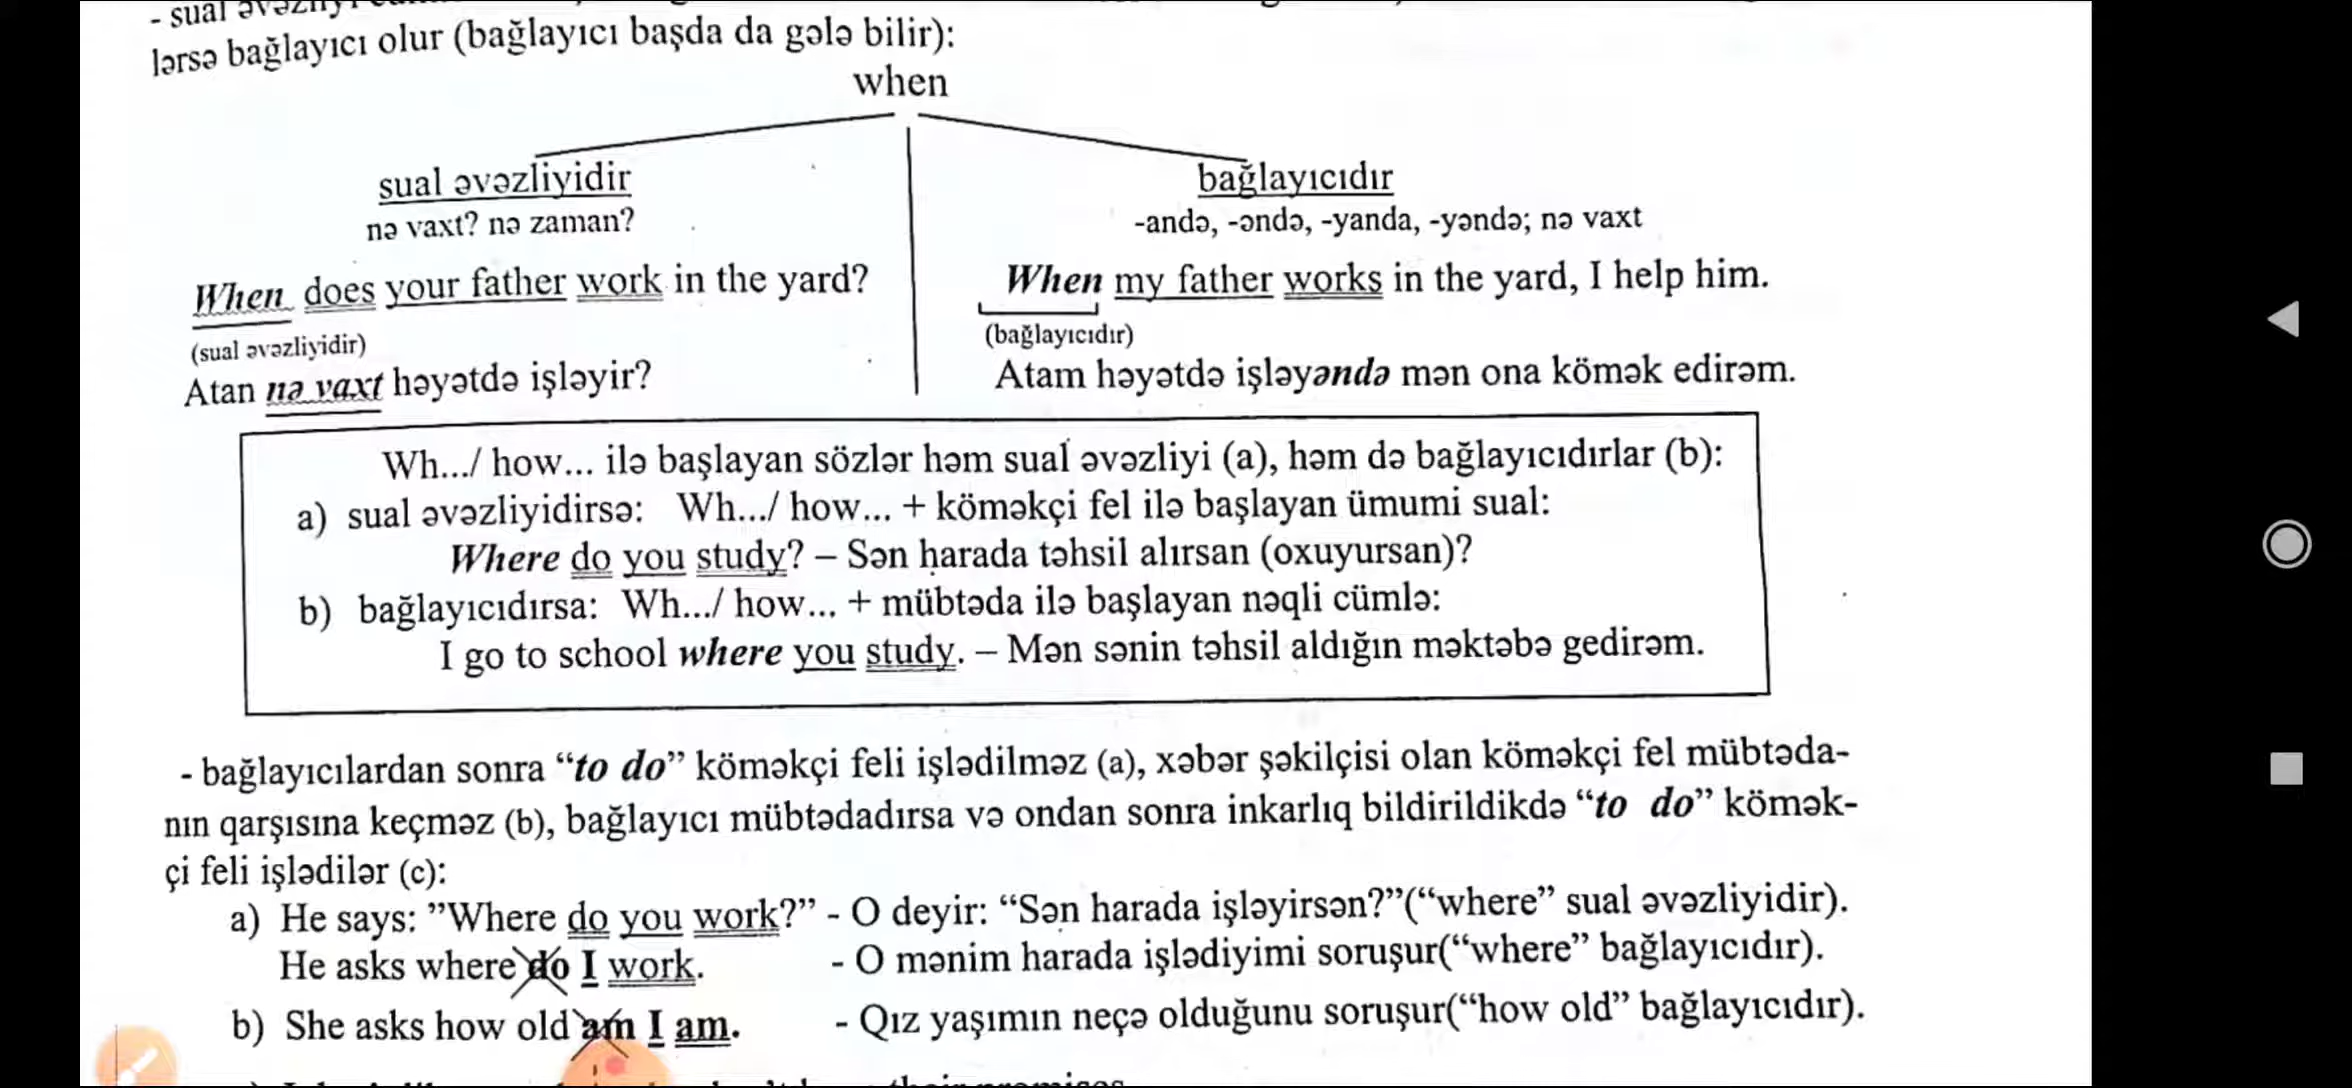 - sual
lərsə bağlayıcı olur (bağlayıcı başda da gələ bilir):
when
sual əvəzliyidir
nə vaxt? nə zaman?
When does your father work in the yard?
(sual əvəzliyidir)
Atan nə vaxt həyətdə işləyir?
bağlayıcıdır
-andə, -əndə, -yanda, -yəndə; nə vaxt
When my father works in the yard, I help him.
(bağlayıcıdır)
Atam həyətdə işləyəndə mən ona kömək edirəm.
Wh.../ how... ilə başlayan sözlər həm sual əvəzliyi (a), həm də bağlayıcıdırlar (b):
a) sual əvəzliyidirsə: Wh.../ how... + köməkçi fel ilə başlayan ümumi sual:
Where do you study? – Sən harada təhsil alırsan (oxuyursan)?
b) bağlayıcıdırsa: Wh.../ how... + mübtəda ilə başlayan nəqli cümlə:
I go to school where you study. – Mən sənin təhsil aldığın məktəbə gedirəm.
- bağlayıcılardan sonra “to do” köməkçi feli işlədilməz (a), xəbər şəkilçisi olan köməkçi fel mübtəda-
nın qarşısına keçməz (b), bağlayıcı mübtədadırsa və ondan sonra inkarlıq bildirildikdə “to do” kömək-
çi feli işlədilər (c):
a) He says: ”Where do you work?” - O deyir: “Sən harada işləyirsən?”(“where” sual əvəzliyidir).
He asks where do I work. - O mənim harada işlədiyimi soruşur(“where” bağlayıcıdır).
b) She asks how old am I am. - Qız yaşımın neçə olduğunu soruşur(“how old” bağlayıcıdır).